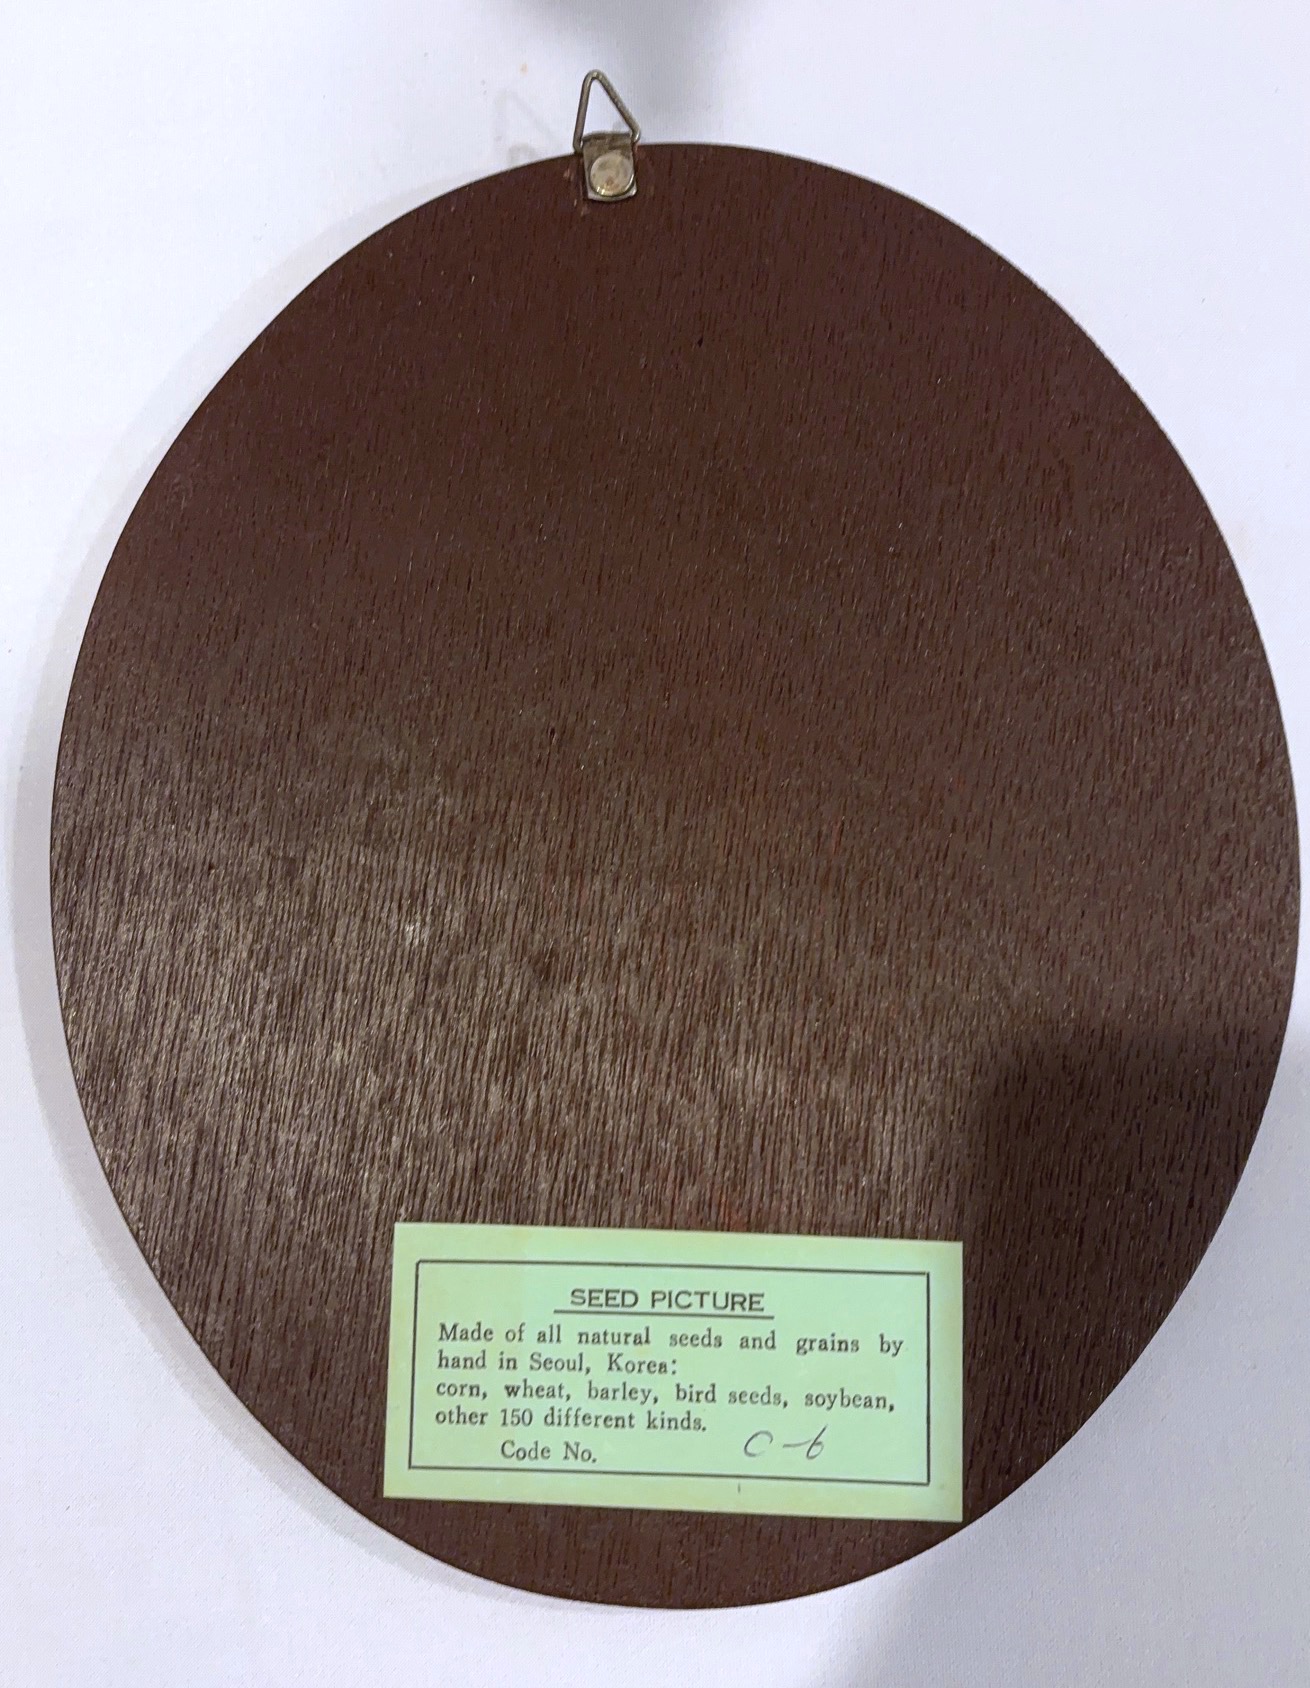 SEED PICTURE
Made of all natural seeds and grains by
hand in Seoul, Korea:
corn, wheat, barley, bird seeds, soybean,
other 150 different kinds.
Code No. C-6